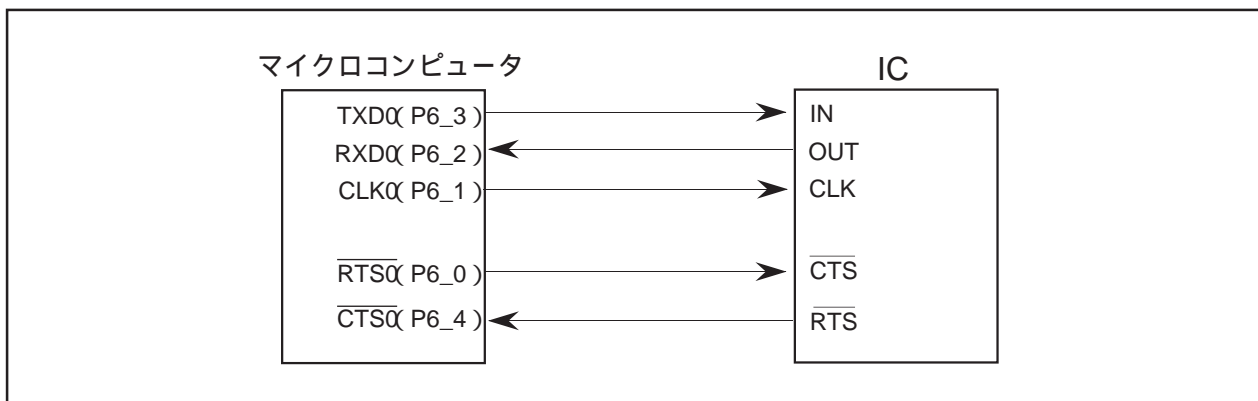 マイクロコンピュータ
IC
TXD0( P6_3 )
IN
RXD0( P6_2 )
OUT
CLK0( P6_1 )
CLK
RTS0( P6_0 )
CTS
CTS0( P6_4 )
RTS